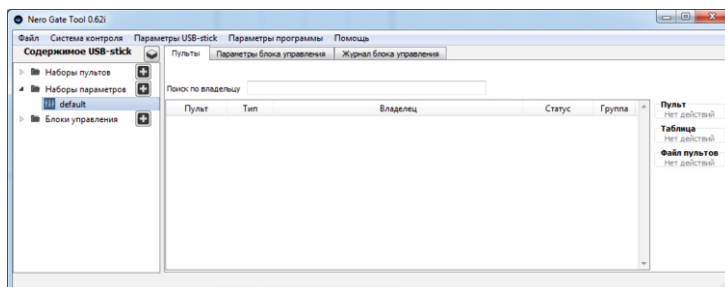 Nero Gate Tool 0.62i
Файл Система контроля Параметры USB-stick Параметры программы Помощь
Содержимое USB-stick
Наборы пультов
Наборы параметров
default
Блоки управления
Пульты Параметры блока управления Журнал блока управления
Поиск по владельцу
Пульт Тип Владелец Статус Группа
Пульт
Нет действий
Таблица
Нет действий
Файл пультов
Нет действий